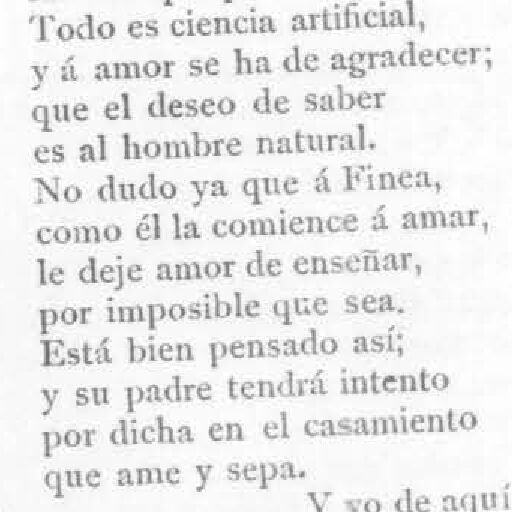 Todo es ciencia artificial,
y á amor se ha de agradecer;
que el deseo de saber
es al hombre natural.
No dudo ya que á Finea,
como él la comience á amar,
le deje amor de enseñar,
por imposible que sea.
Está bien pensado así;
y su padre tendrá intento
por dicha en el casamiento
que ame y sepa.
Y yo de aquí